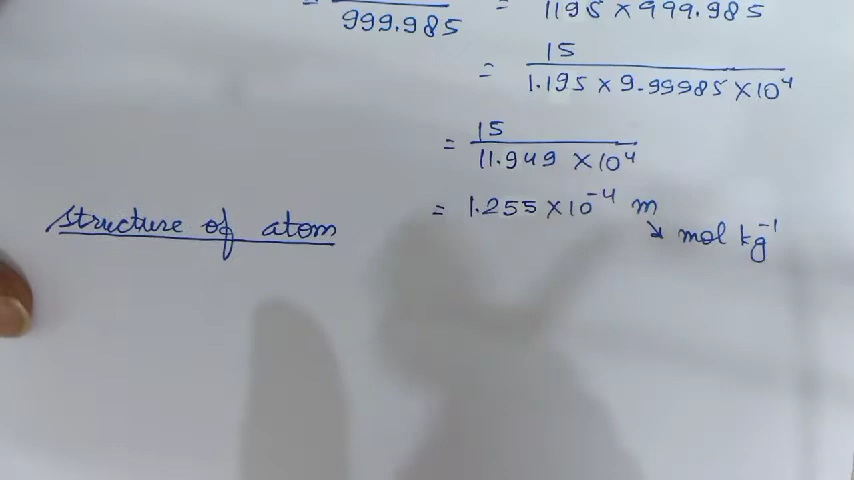 = 999.985 = 1195 × 999.985
= 15 / 1.195 × 9.99985 × 10⁴
= 15 / 11.949 × 10⁴
= 1.255 × 10⁻⁴ m
↘ mol kg⁻¹
structure of atom